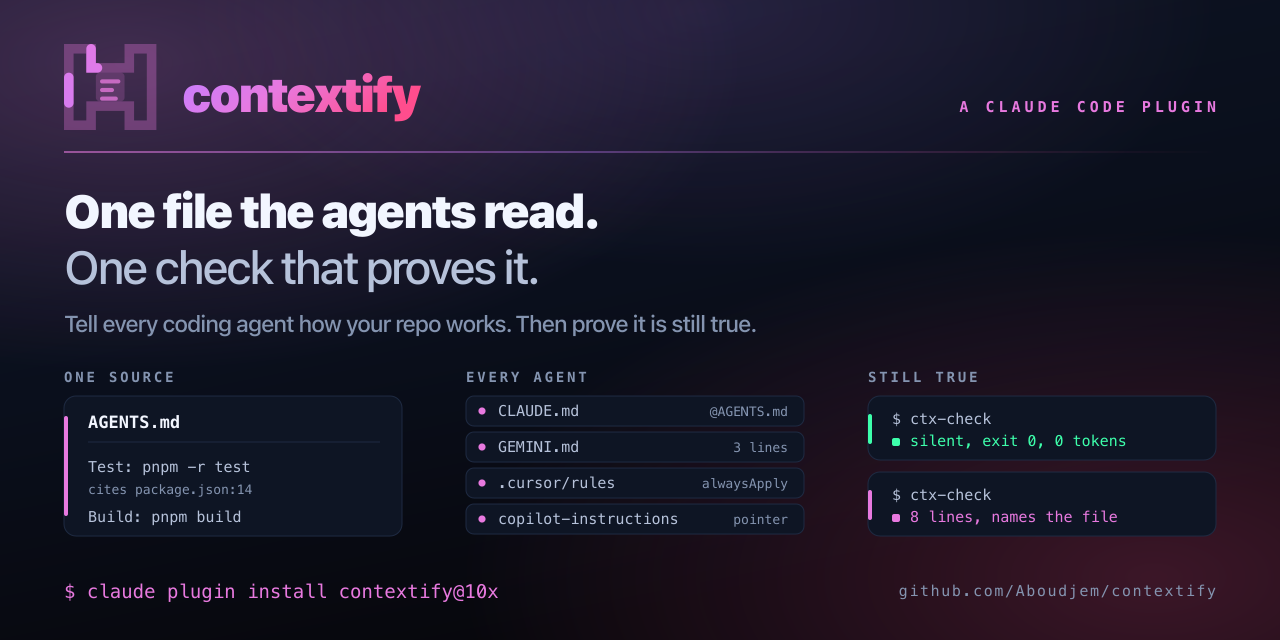 contextify
A CLAUDE CODE PLUGIN
One file the agents read.
One check that proves it.
Tell every coding agent how your repo works. Then prove it is still true.
ONE SOURCE
AGENTS.md
Test: pnpm -r test
cites package.json:14
Build: pnpm build
EVERY AGENT
CLAUDE.md @AGENTS.md
GEMINI.md 3 lines
.cursor/rules alwaysApply
copilot-instructions pointer
STILL TRUE
$ ctx-check
silent, exit 0, 0 tokens
$ ctx-check
8 lines, names the file
$ claude plugin install contextify@10x
github.com/Aboudjem/contextify